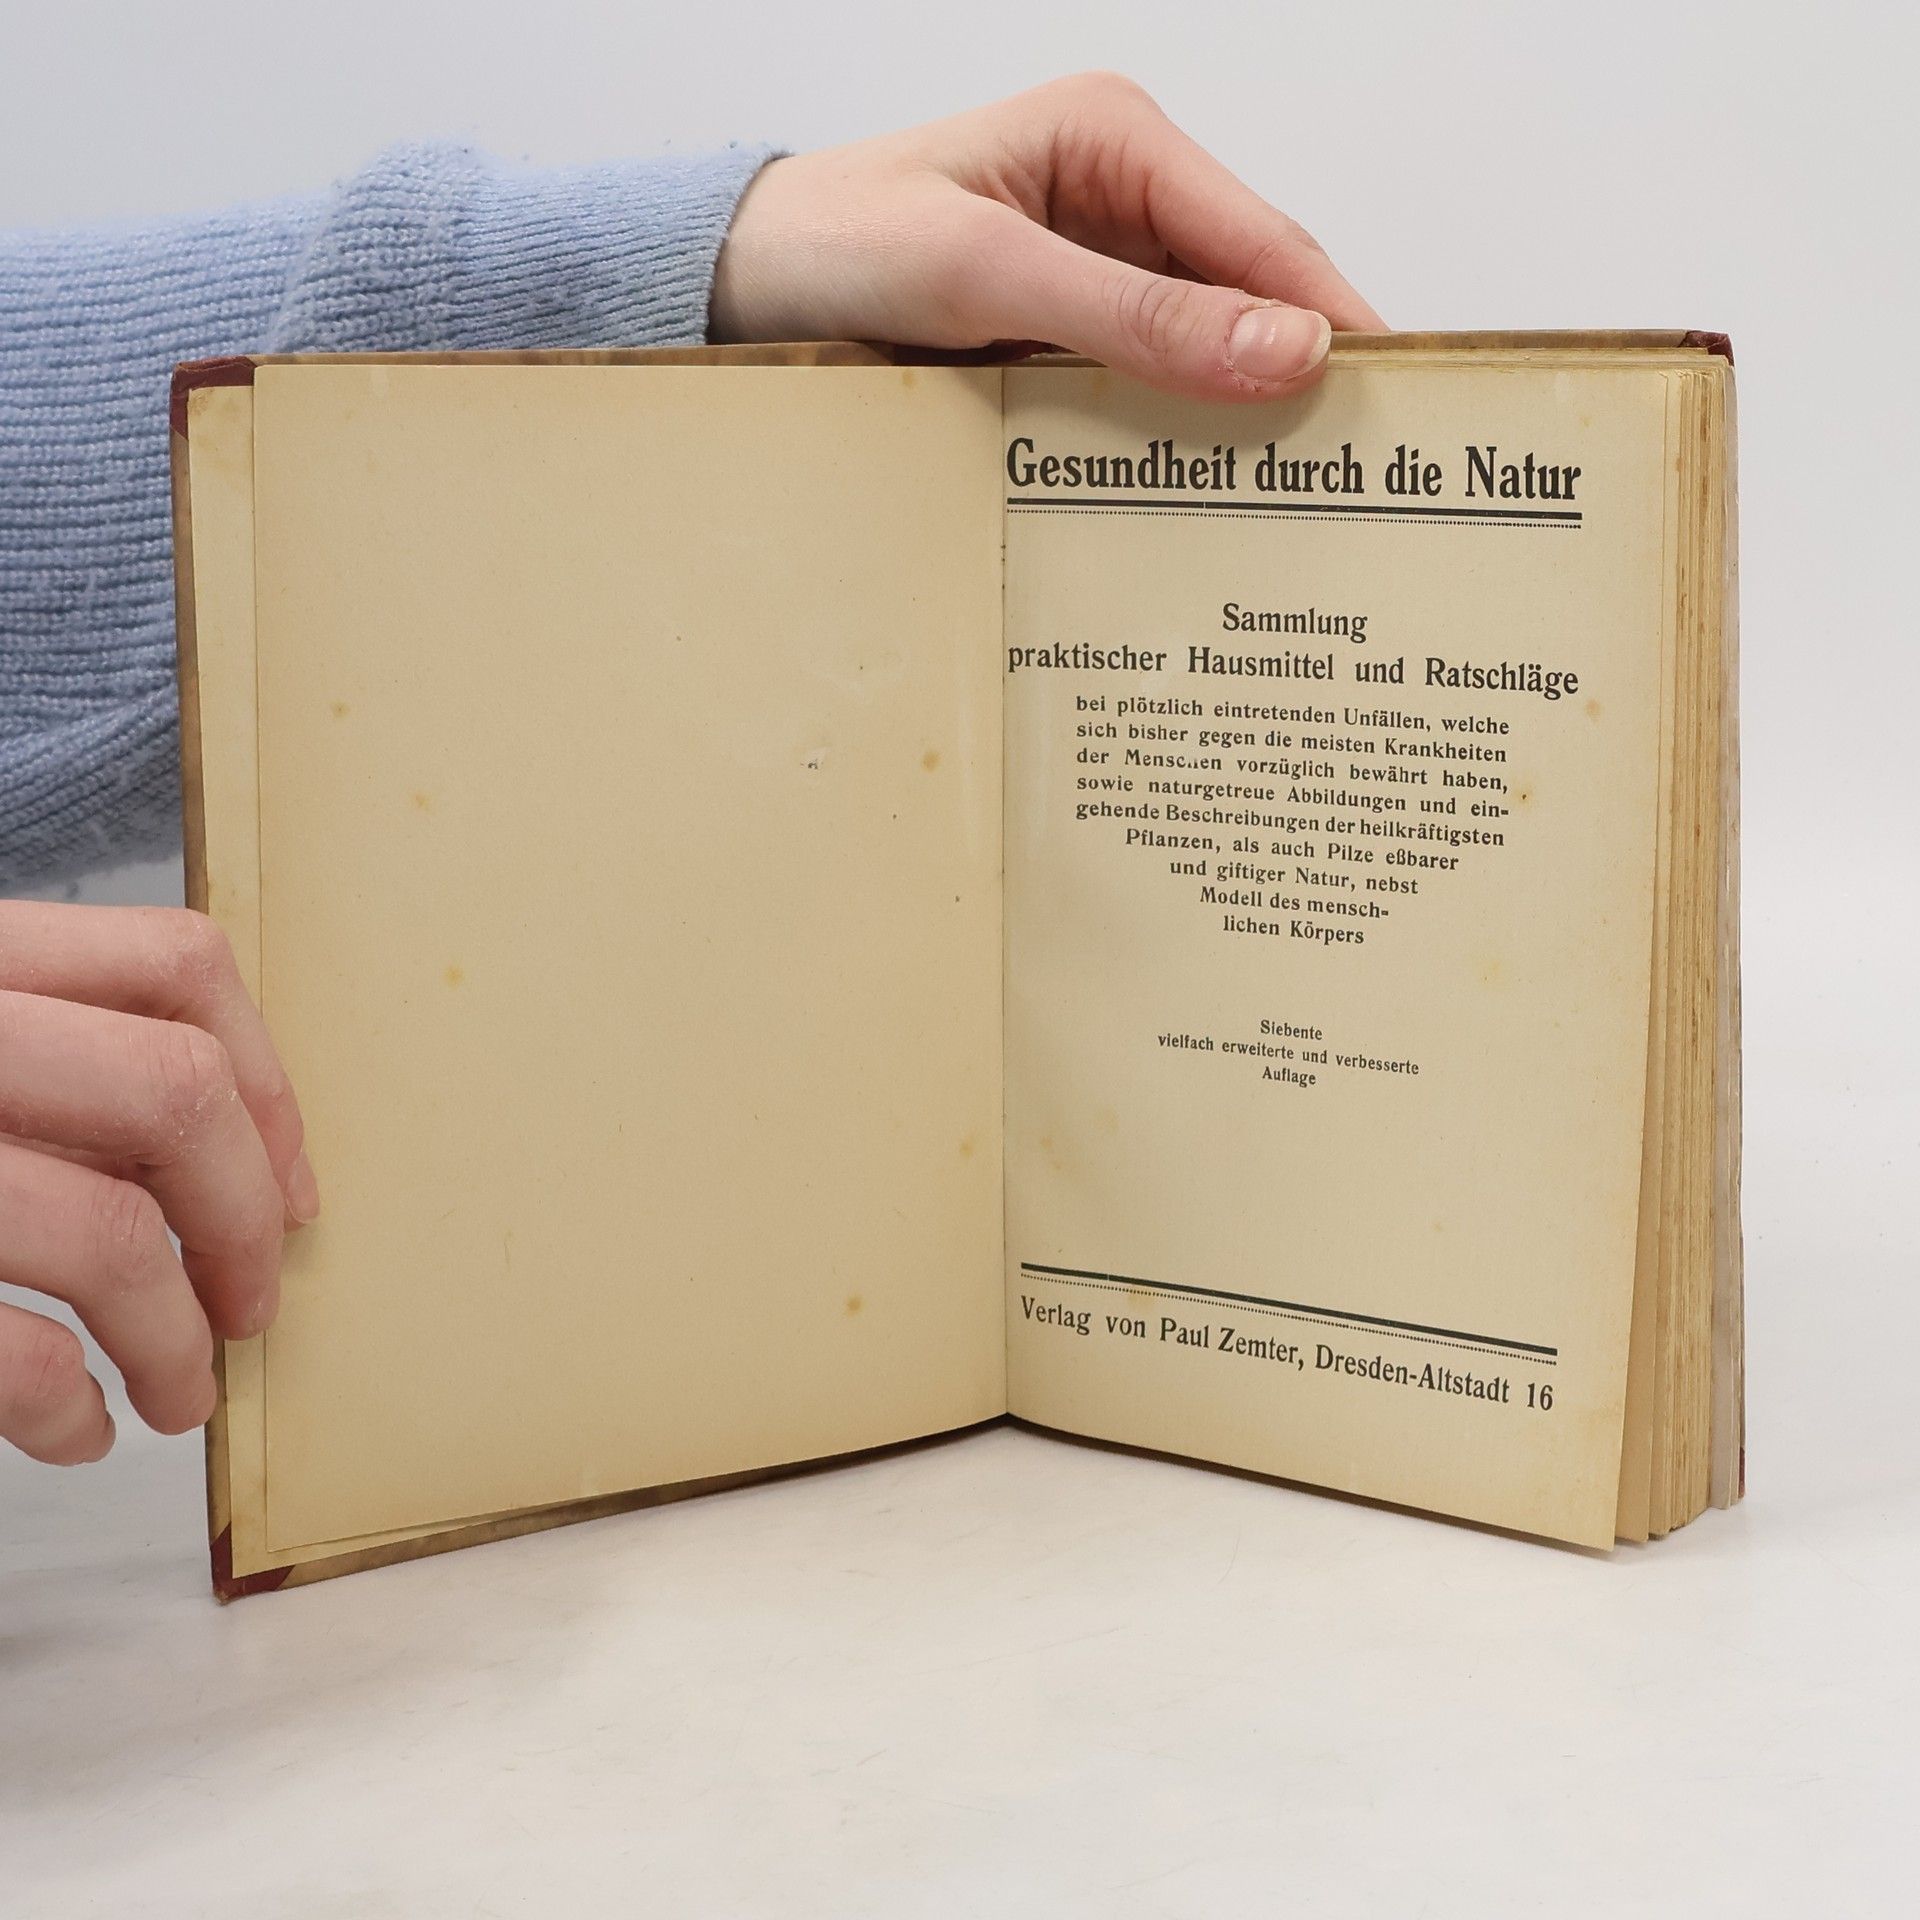 Gesundheit durch die Natur
Sammlung
praktischer Hausmittel und Ratschläge
bei plötzlich eintretenden Unfällen, welche
sich bisher gegen die meisten Krankheiten
der Menschen vorzüglich bewährt haben,
sowie naturgetreue Abbildungen und ein-
gehende Beschreibungen der heilkräftigsten
Pflanzen, als auch Pilze eßbarer
und giftiger Natur, nebst
Modell des mensch-
lichen Körpers
Siebente
vielfach erweiterte und verbesserte
Auflage
Verlag von Paul Zemter, Dresden-Altstadt 16